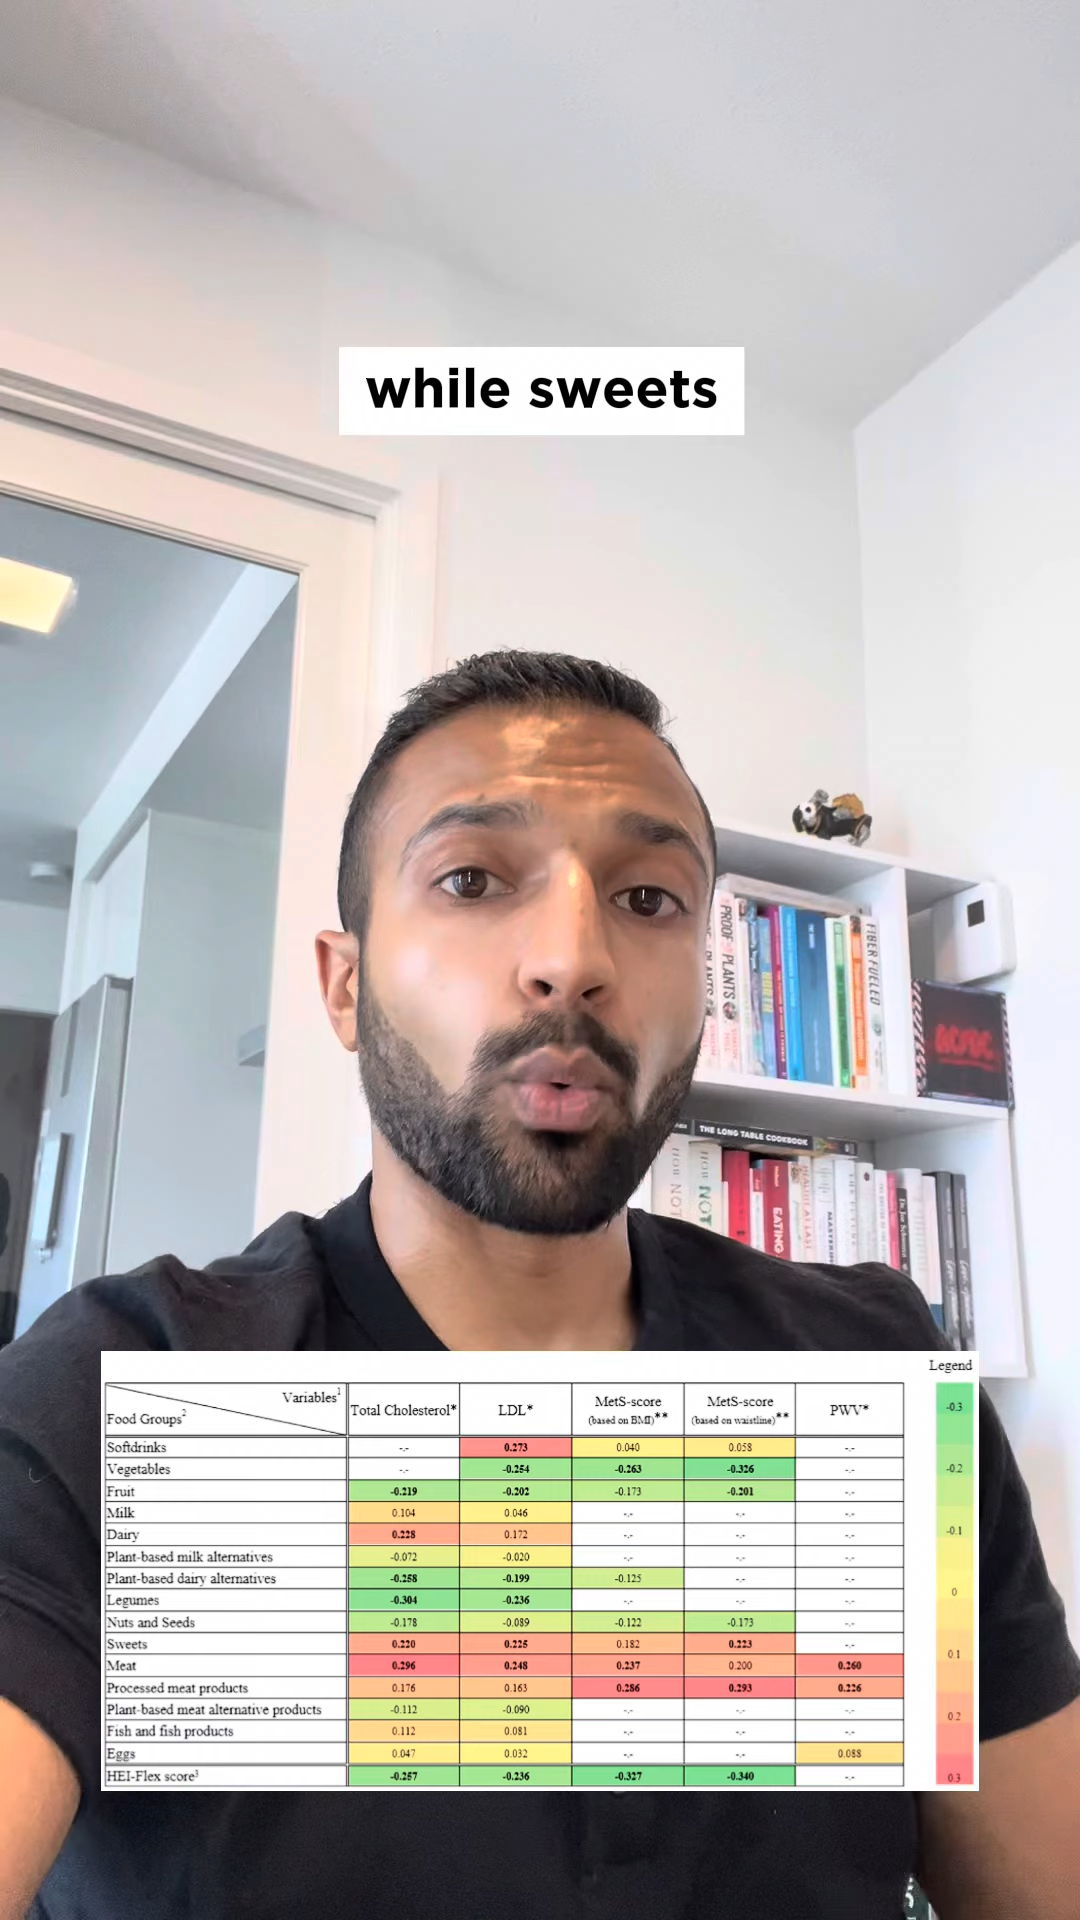 while sweets
PROOF PLANTS
FIBER FUELED
AC/DC
THE LONG TABLE COOKBOOK
HOW NOT
HOW NOT
EATING
Legend
Variables1
Food Groups2
Total Cholesterol* LDL* MetS-score (based on BMI)** MetS-score (based on waistline)** PWV*
Softdrinks -.- 0.273 0.040 0.058 -.-
Vegetables -.- -0.254 -0.263 -0.326 -.-
Fruit -0.219 -0.202 -0.173 -0.201 -.-
Milk 0.104 0.046 -.- -.- -.-
Dairy 0.228 0.172 -.- -.- -.-
Plant-based milk alternatives -0.072 -0.020 -.- -.- -.-
Plant-based dairy alternatives -0.258 -0.199 -0.125 -.- -.-
Legumes -0.304 -0.236 -.- -.- -.-
Nuts and Seeds -0.178 -0.089 -0.122 -0.173 -.-
Sweets 0.220 0.225 0.182 0.223 -.-
Meat 0.296 0.248 0.237 0.200 0.260
Processed meat products 0.176 0.163 0.286 0.293 0.226
Plant-based meat alternative products -0.112 -0.090 -.- -.- -.-
Fish and fish products 0.112 0.081 -.- -.- -.-
Eggs 0.047 0.032 -.- -.- 0.088
HEI-Flex score3 -0.257 -0.236 -0.327 -0.340 -.-
-0.3
-0.2
-0.1
0
0.1
0.2
0.3